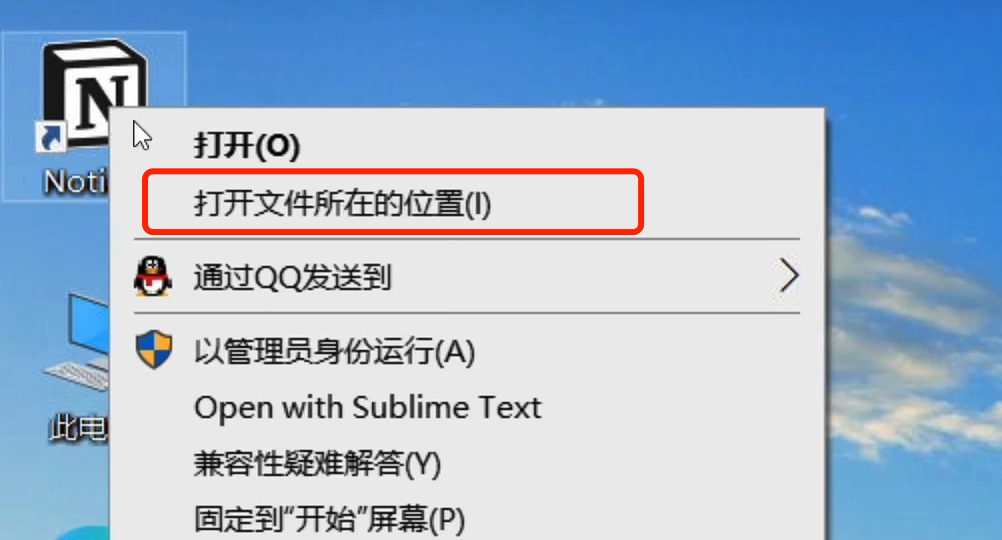 N
打开(O)
Noti
打开文件所在的位置(I)
通过QQ发送到
以管理员身份运行(A)
Open with Sublime Text
此电
兼容性疑难解答(Y)
固定到“开始”屏幕(P)